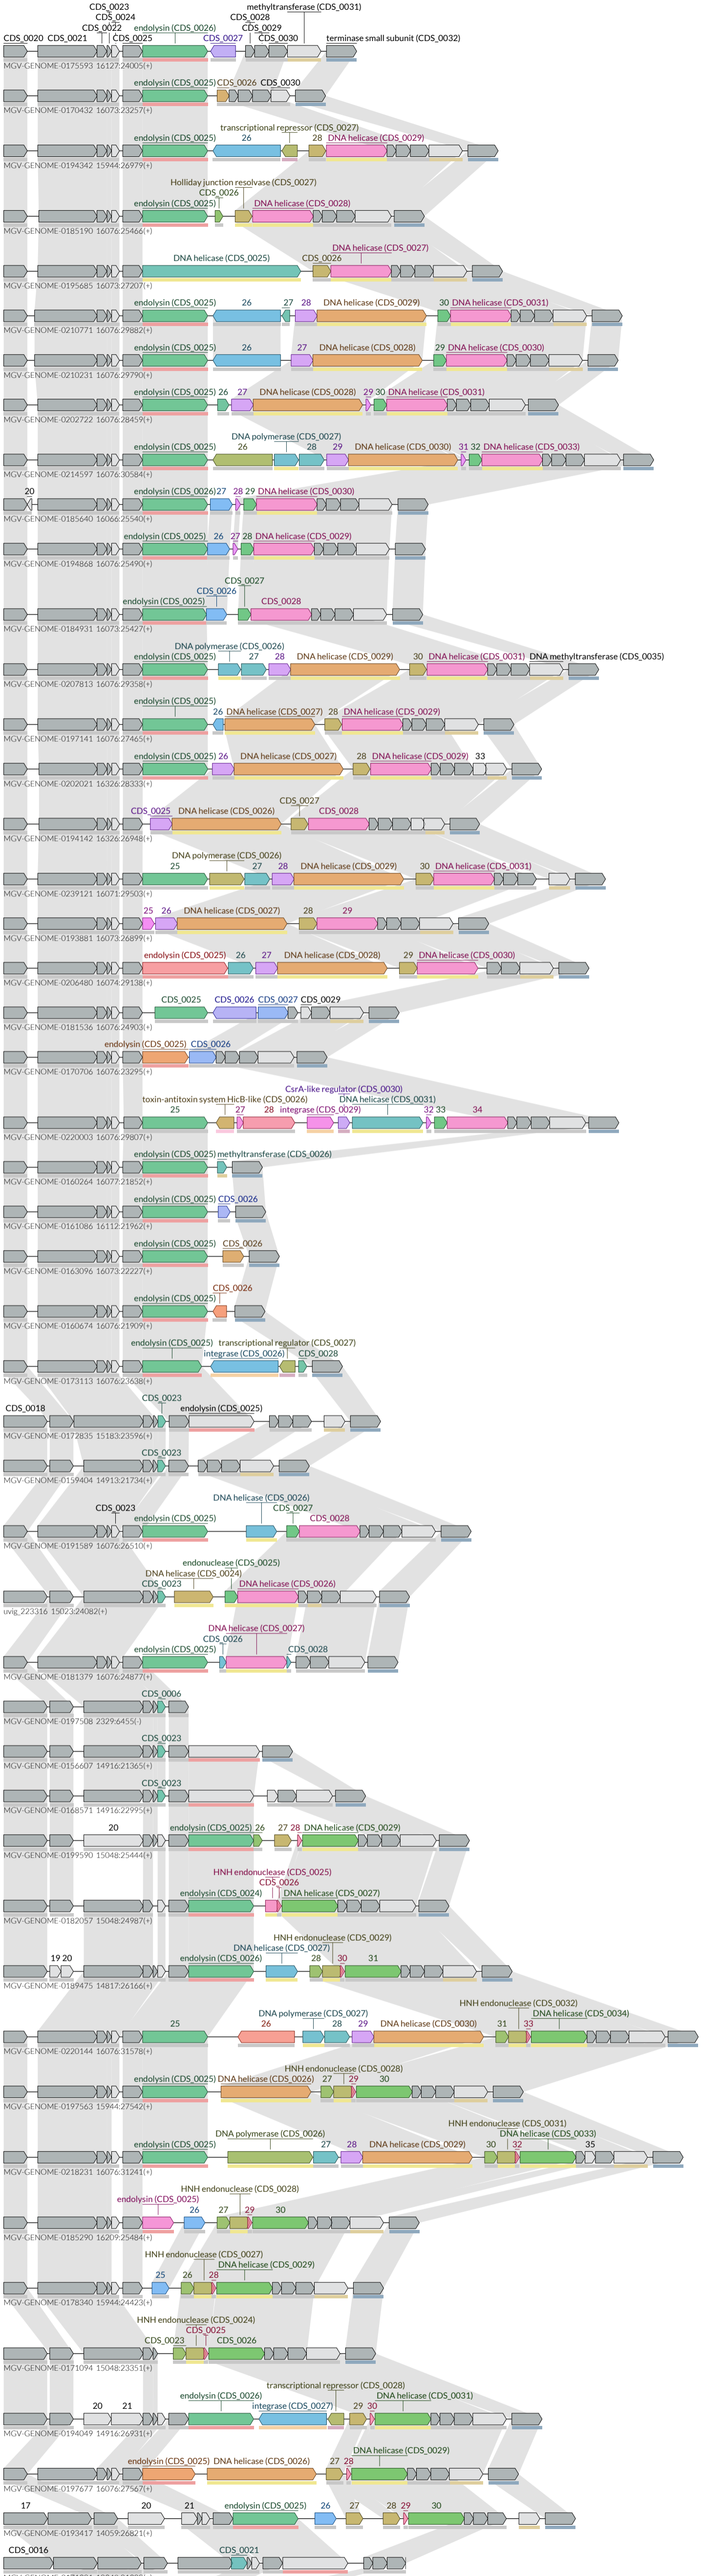 CDS_0023
CDS_0024
CDS_0022
CDS_0020 CDS_0021 CDS_0025 endolysin (CDS_0026) CDS_0027 CDS_0028 CDS_0029 CDS_0030 methyltransferase (CDS_0031) terminase small subunit (CDS_0032)
MGV-GENOME-0175593 16127:24005(+)
endolysin (CDS_0025) CDS_0026 CDS_0030
MGV-GENOME-0170432 16073:23257(+)
transcriptional repressor (CDS_0027)
endolysin (CDS_0025) 26 28 DNA helicase (CDS_0029)
MGV-GENOME-0194342 15944:26979(+)
Holliday junction resolvase (CDS_0027)
CDS_0026
endolysin (CDS_0025) DNA helicase (CDS_0028)
MGV-GENOME-0185190 16076:25466(+)
DNA helicase (CDS_0027)
DNA helicase (CDS_0025) CDS_0026
MGV-GENOME-0195685 16073:27207(+)
endolysin (CDS_0025) 26 27 28 DNA helicase (CDS_0029) 30 DNA helicase (CDS_0031)
MGV-GENOME-0210771 16076:29882(+)
endolysin (CDS_0025) 26 27 DNA helicase (CDS_0028) 29 DNA helicase (CDS_0030)
MGV-GENOME-0210231 16076:29790(+)
endolysin (CDS_0025) 26 27 DNA helicase (CDS_0028) 29 30 DNA helicase (CDS_0031)
MGV-GENOME-0202722 16076:28459(+)
DNA polymerase (CDS_0027)
endolysin (CDS_0025) 26 28 29 DNA helicase (CDS_0030) 31 32 DNA helicase (CDS_0033)
MGV-GENOME-0214597 16076:30584(+)
20 endolysin (CDS_0026) 27 28 29 DNA helicase (CDS_0030)
MGV-GENOME-0185640 16066:25540(+)
endolysin (CDS_0025) 26 27 28 DNA helicase (CDS_0029)
MGV-GENOME-0194868 16076:25490(+)
CDS_0027
CDS_0026
endolysin (CDS_0025) CDS_0028
MGV-GENOME-0184931 16076:25427(+)
DNA polymerase (CDS_0026)
endolysin (CDS_0025) 27 28 DNA helicase (CDS_0029) 30 DNA helicase (CDS_0031) DNA methyltransferase (CDS_0035)
MGV-GENOME-0207813 16076:29358(+)
endolysin (CDS_0025)
26 DNA helicase (CDS_0027) 28 DNA helicase (CDS_0029)
MGV-GENOME-0197141 16076:27465(+)
endolysin (CDS_0025) 26 DNA helicase (CDS_0027) 28 DNA helicase (CDS_0029) 33
MGV-GENOME-0202021 16326:28333(+)
CDS_0027
CDS_0025 DNA helicase (CDS_0026) CDS_0028
MGV-GENOME-0194142 16326:26948(+)
DNA polymerase (CDS_0026)
25 27 28 DNA helicase (CDS_0029) 30 DNA helicase (CDS_0031)
MGV-GENOME-0239121 16071:29503(+)
25 26 DNA helicase (CDS_0027) 28 29
MGV-GENOME-0193881 16073:26899(+)
endolysin (CDS_0025) 26 27 DNA helicase (CDS_0028) 29 DNA helicase (CDS_0030)
MGV-GENOME-0206480 16074:29138(+)
CDS_0025 CDS_0026 CDS_0027 CDS_0029
MGV-GENOME-0181536 16076:24903(+)
endolysin (CDS_0025) CDS_0026
MGV-GENOME-0170706 16076:23295(+)
CsrA-like regulator (CDS_0030)
toxin-antitoxin system HicB-like (CDS_0026) DNA helicase (CDS_0031)
25 27 28 integrase (CDS_0029) 32 33 34
MGV-GENOME-0220003 16076:29807(+)
endolysin (CDS_0025) methyltransferase (CDS_0026)
MGV-GENOME-0160264 16077:21852(+)
endolysin (CDS_0025) CDS_0026
MGV-GENOME-0161086 16112:21962(+)
endolysin (CDS_0025) CDS_0026
MGV-GENOME-0163096 16073:22227(+)
CDS_0026
endolysin (CDS_0025)
MGV-GENOME-0160674 16076:21909(+)
endolysin (CDS_0025) transcriptional regulator (CDS_0027)
integrase (CDS_0026) CDS_0028
MGV-GENOME-0173113 16076:23638(+)
CDS_0023
CDS_0018 endolysin (CDS_0025)
MGV-GENOME-0172835 15183:23596(+)
CDS_0023
MGV-GENOME-0159404 14913:21734(+)
DNA helicase (CDS_0026)
CDS_0023 CDS_0027
endolysin (CDS_0025) CDS_0028
MGV-GENOME-0191589 16076:26510(+)
endonuclease (CDS_0025)
DNA helicase (CDS_0024)
CDS_0023 DNA helicase (CDS_0026)
uvig_223316 15023:24082(+)
DNA helicase (CDS_0027)
CDS_0026
endolysin (CDS_0025) CDS_0028
MGV-GENOME-0181379 16076:24877(+)
CDS_0006
MGV-GENOME-0197508 2329:6455(-)
CDS_0023
MGV-GENOME-0156607 14916:21365(+)
CDS_0023
MGV-GENOME-0168571 14916:22995(+)
20 endolysin (CDS_0025) 26 27 28 DNA helicase (CDS_0029)
MGV-GENOME-0199590 15048:25444(+)
HNH endonuclease (CDS_0025)
CDS_0026
endolysin (CDS_0024) DNA helicase (CDS_0027)
MGV-GENOME-0182057 15048:24987(+)
HNH endonuclease (CDS_0029)
DNA helicase (CDS_0027)
19 20 endolysin (CDS_0026) 28 30 31
MGV-GENOME-0189475 14817:26166(+)
HNH endonuclease (CDS_0032)
DNA polymerase (CDS_0027) DNA helicase (CDS_0034)
25 26 28 29 DNA helicase (CDS_0030) 31 33
MGV-GENOME-0220144 16076:31578(+)
HNH endonuclease (CDS_0028)
endolysin (CDS_0025) DNA helicase (CDS_0026) 27 29 30
MGV-GENOME-0197563 15944:27542(+)
HNH endonuclease (CDS_0031)
DNA polymerase (CDS_0026) DNA helicase (CDS_0033)
endolysin (CDS_0025) 27 28 DNA helicase (CDS_0029) 30 32 35
MGV-GENOME-0218231 16076:31241(+)
HNH endonuclease (CDS_0028)
endolysin (CDS_0025)
26 27 29 30
MGV-GENOME-0185290 16209:25484(+)
HNH endonuclease (CDS_0027)
DNA helicase (CDS_0029)
25 26 28
MGV-GENOME-0178340 15944:24423(+)
HNH endonuclease (CDS_0024)
CDS_0025
CDS_0023 CDS_0026
MGV-GENOME-0171094 15048:23351(+)
transcriptional repressor (CDS_0028)
endolysin (CDS_0026) DNA helicase (CDS_0031)
20 21 integrase (CDS_0027) 29 30
MGV-GENOME-0194049 14916:26931(+)
DNA helicase (CDS_0029)
endolysin (CDS_0025) DNA helicase (CDS_0026) 27 28
MGV-GENOME-0197677 16076:27567(+)
17 20 21 endolysin (CDS_0025) 26 27 28 29 30
MGV-GENOME-0193417 14059:26821(+)
CDS_0016 CDS_0021